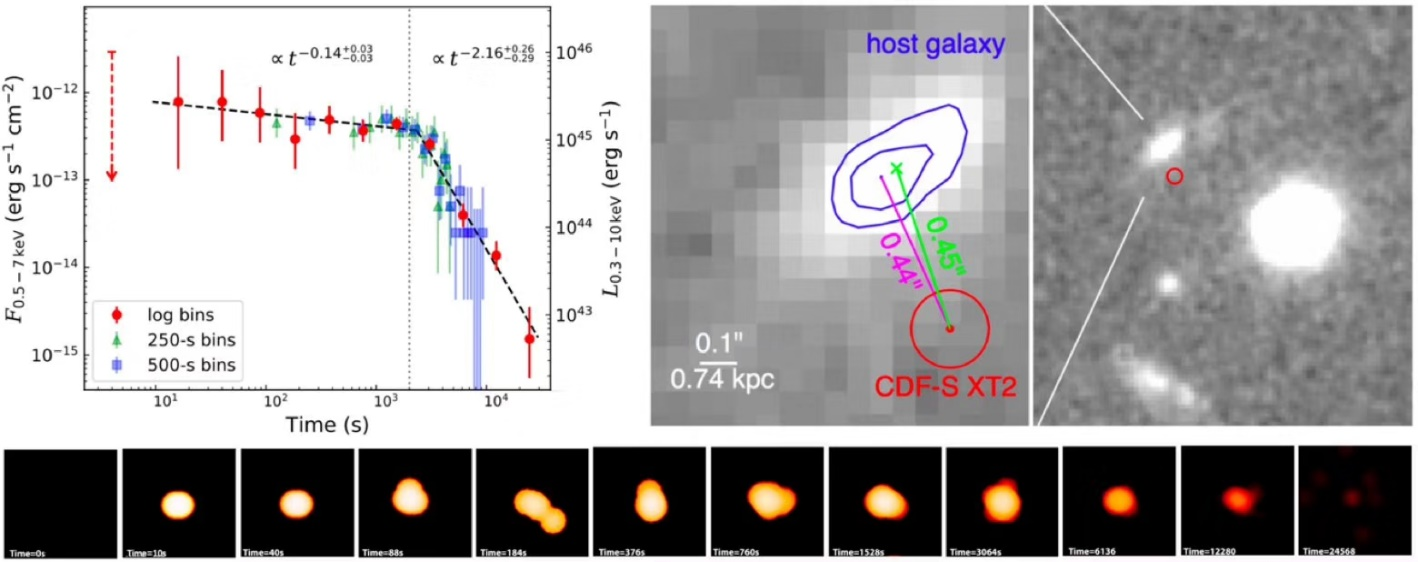 ∝ t^−0.14 +0.03 −0.03
∝ t^−2.16 +0.26 −0.29
F0.5 − 7 keV (erg s−1 cm−2)
10−12
10−13
10−14
10−15
10^46
10^45
10^44
10^43
L0.3 − 10 keV (erg s−1)
log bins
250-s bins
500-s bins
10^1
10^2
10^3
10^4
Time (s)
host galaxy
0.44"
0.45"
0.1"
0.74 kpc
CDF-S XT2
Time=0s
Time=10s
Time=40s
Time=88s
Time=184s
Time=376s
Time=760s
Time=1528s
Time=3064s
Time=6136
Time=12280
Time=24568